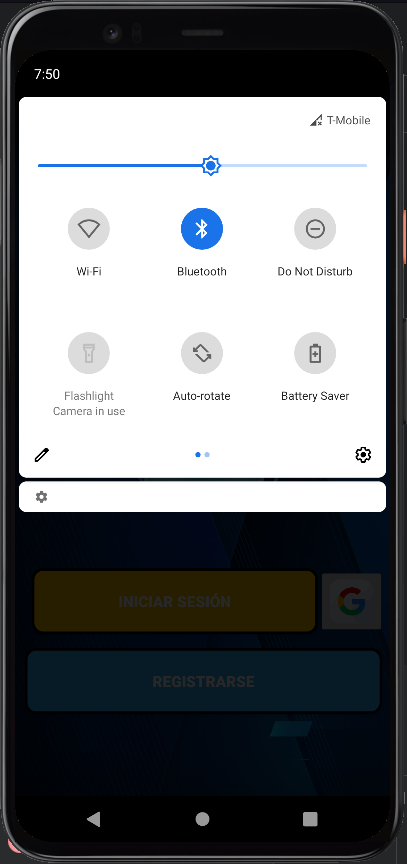 7:50
T-Mobile
Wi-Fi
Bluetooth
Do Not Disturb
Flashlight
Camera in use
Auto-rotate
Battery Saver
INICIAR SESIÓN
REGISTRARSE